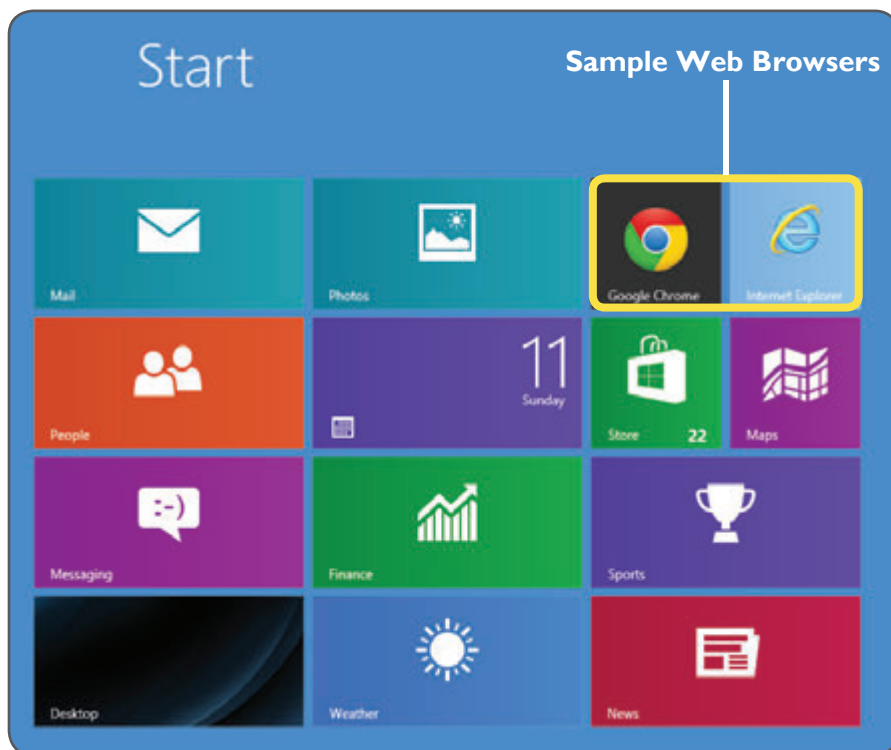 Start
Sample Web Browsers
Mail
Photos
Google Chrome
Internet Explorer
People
11
Sunday
Store
22
Maps
Messaging
:-)
Finance
Sports
Desktop
Weather
News